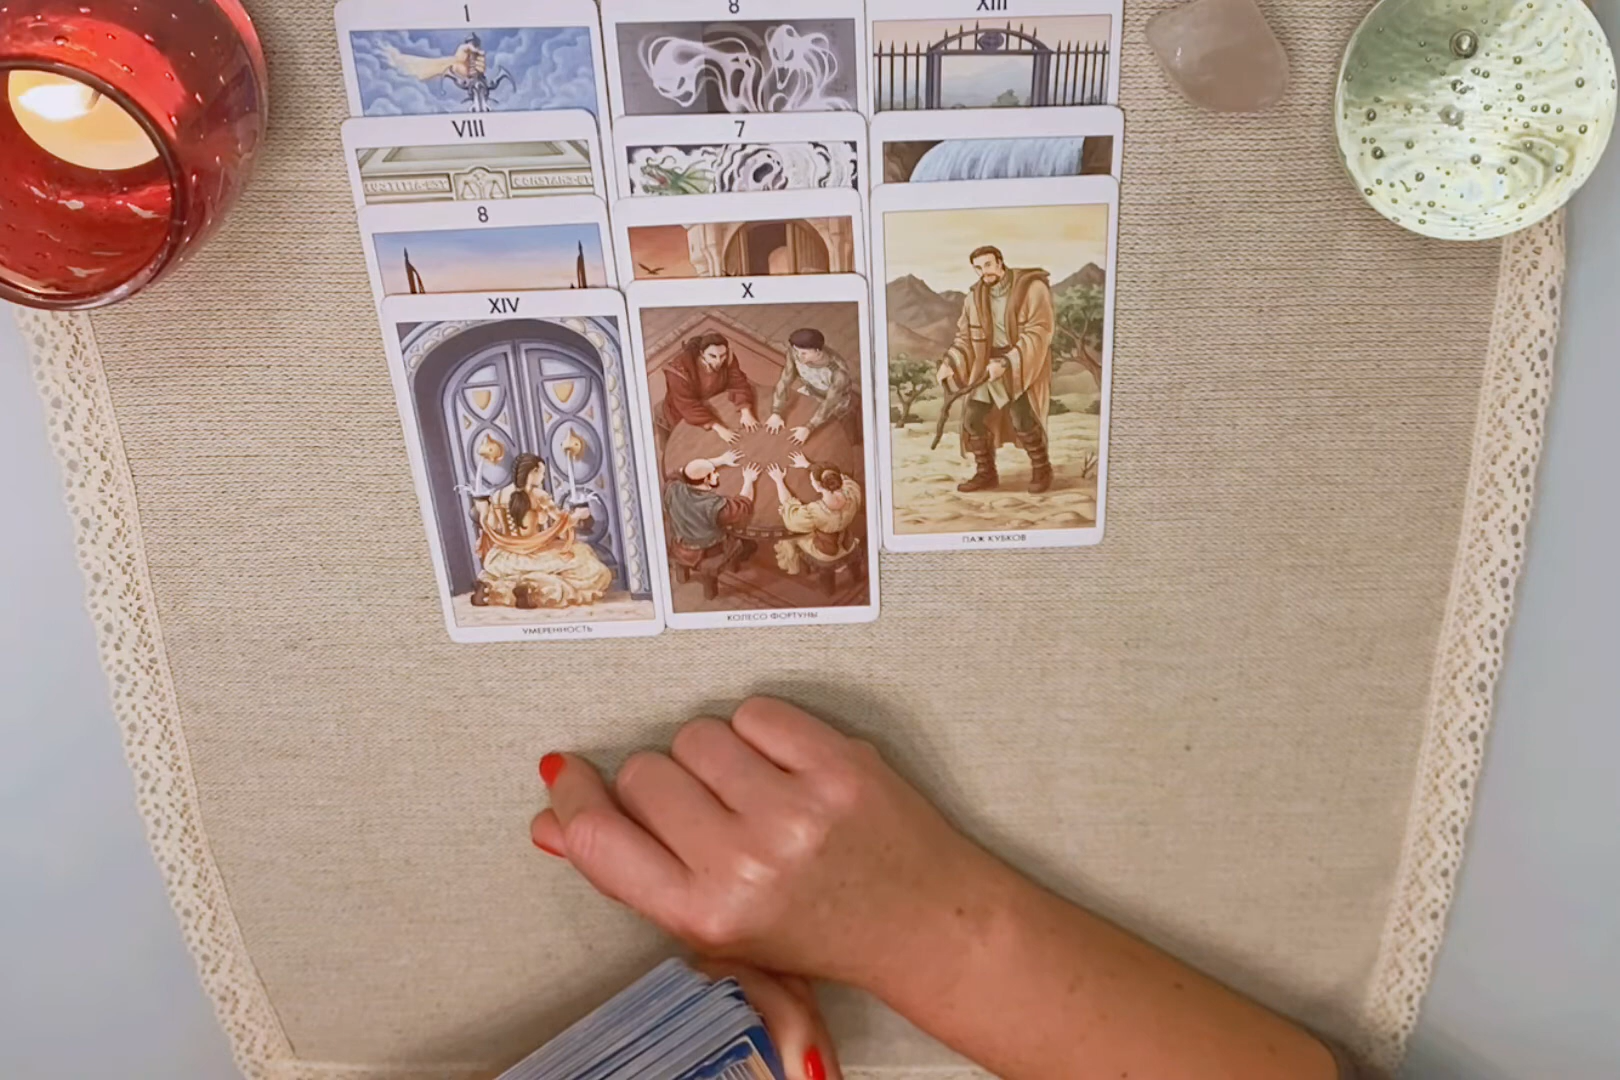 I
8
XIII
VIII
7
8
XIV
X
ПАЖ КУБКОВ
КОЛЕСО ФОРТУНЫ
УМЕРЕННОСТЬ